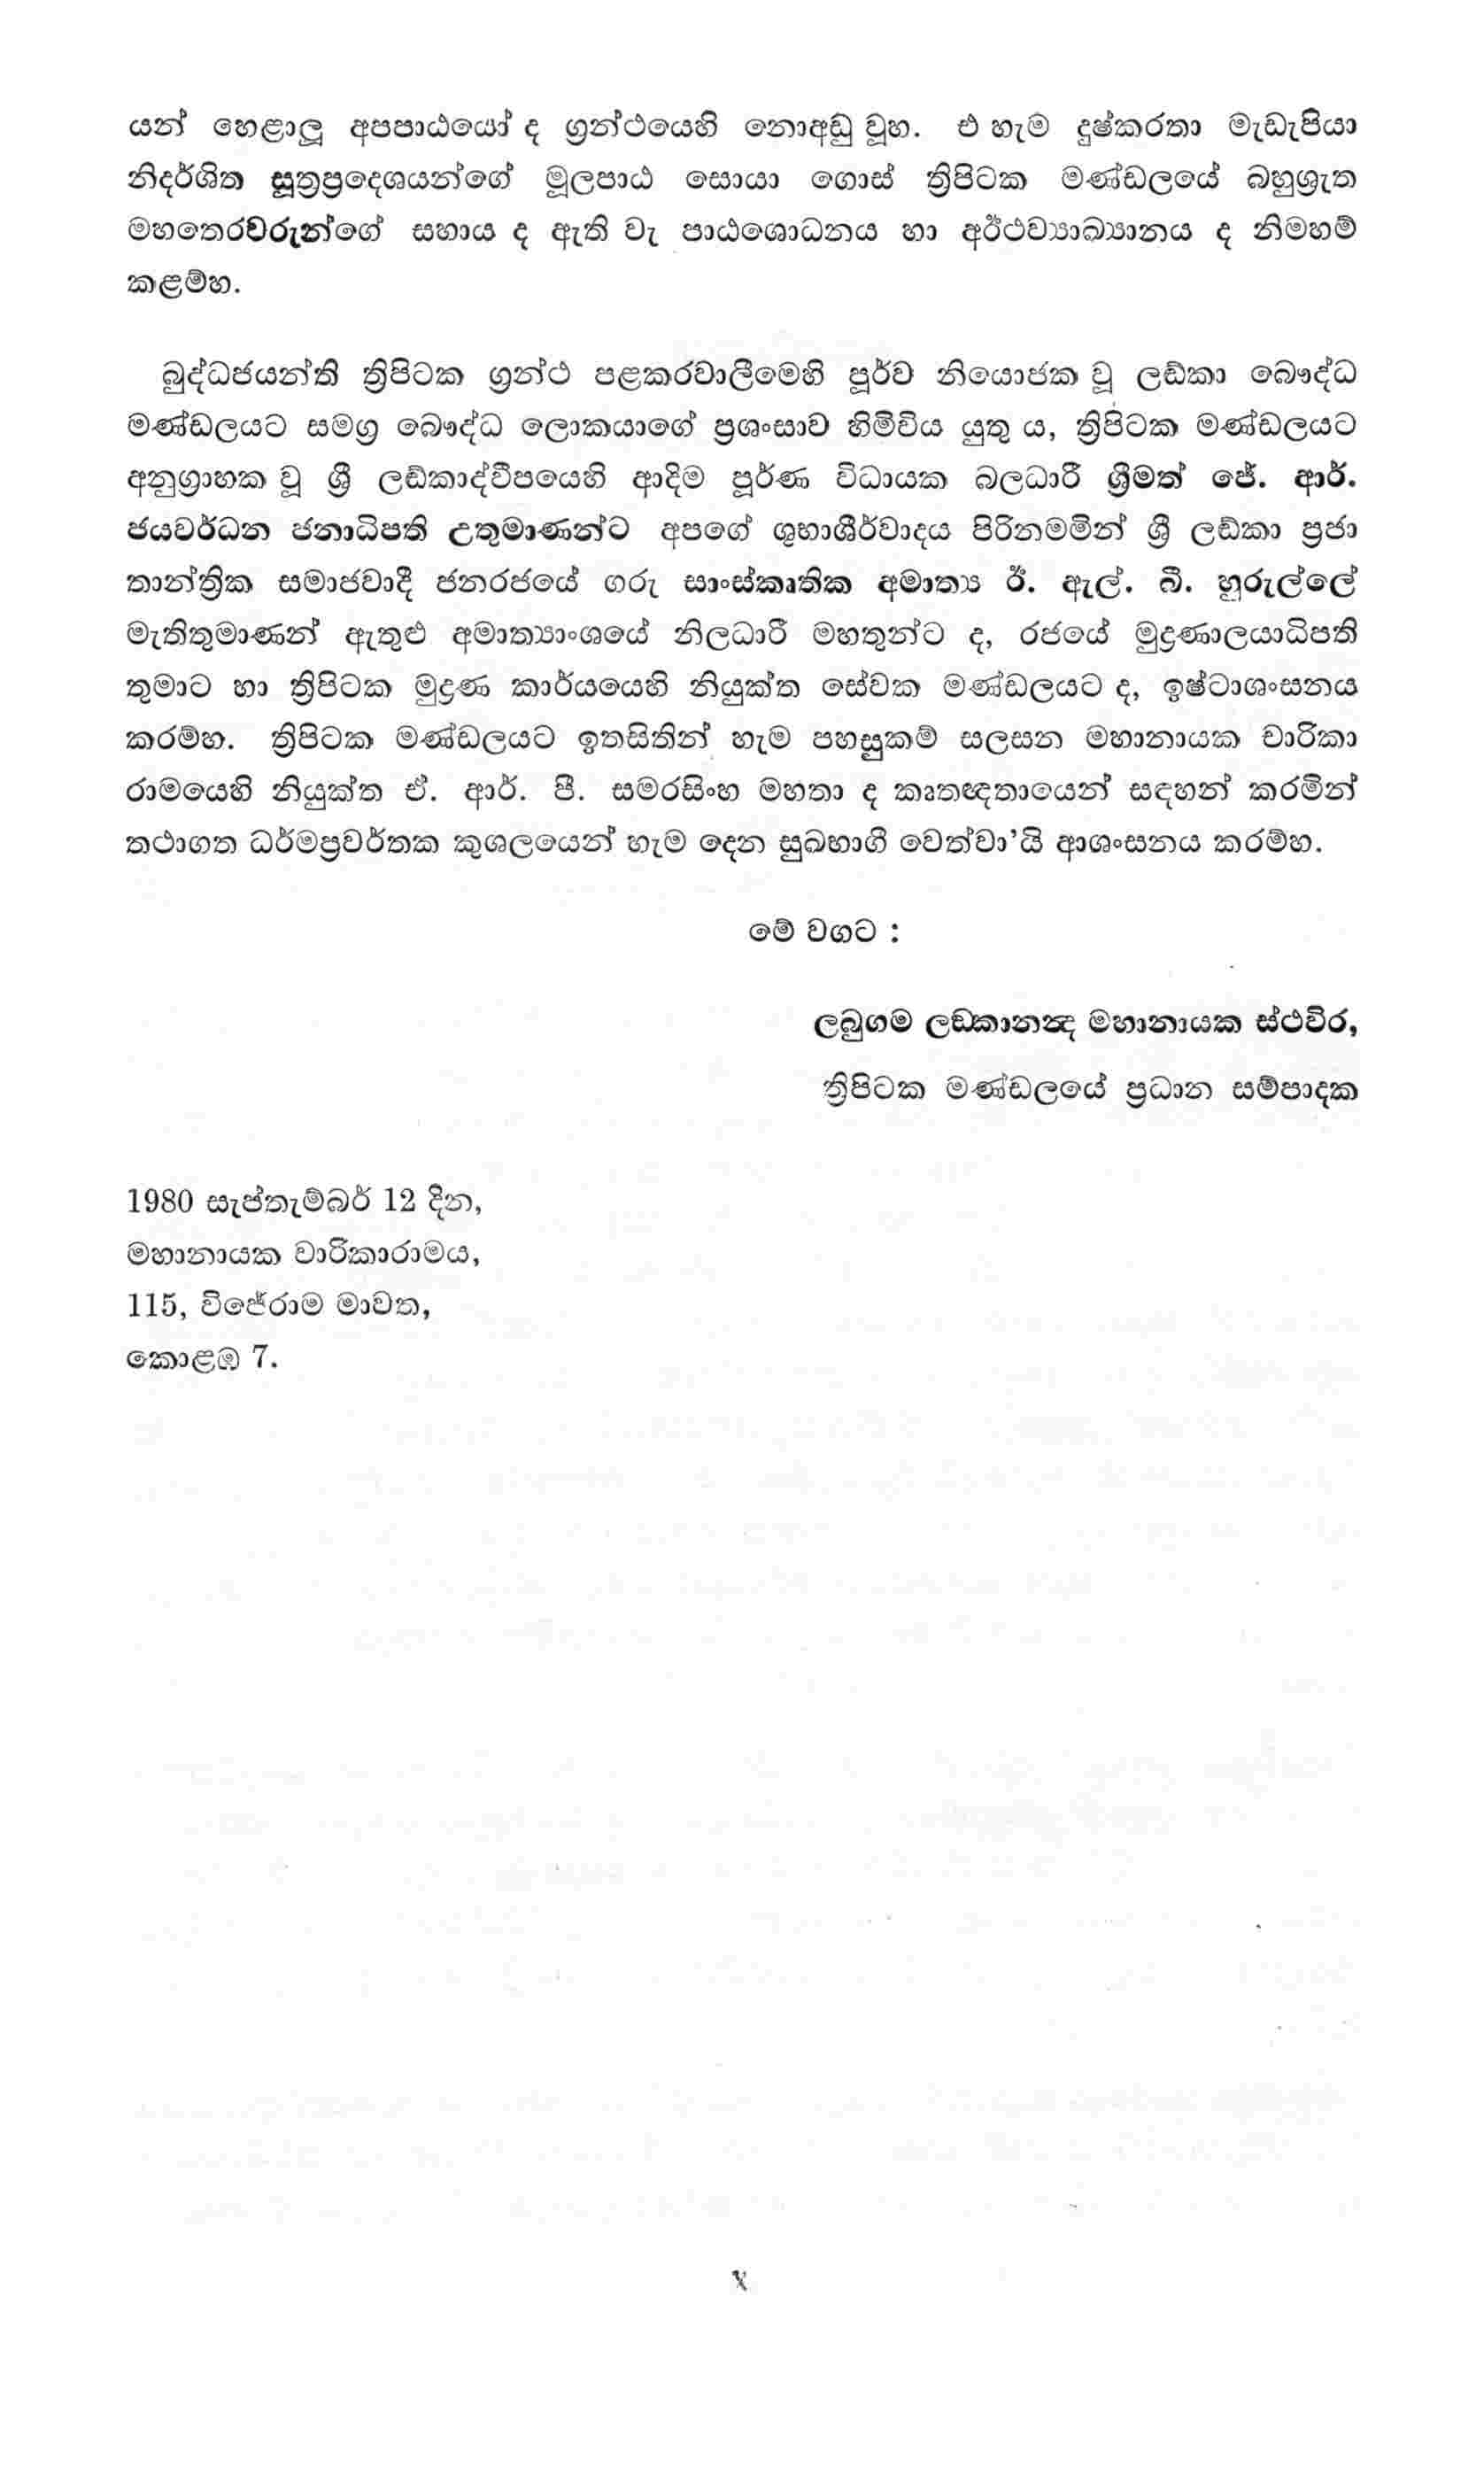 යන් හෙළාලූ අපපාඨයෝ ද ග්‍රන්ථයෙහි නොඅඩු වූහ. එ හැම දුෂ්කරතා මැඩැපියා
නිදර්ශිත සූත්‍රප්‍රදෙශයන්ගේ මූලපාඨ සොයා ගොස් ත්‍රිපිටක මණ්ඩලයේ බහුශ්‍රැත
මහතෙරවරුන්ගේ සහාය ද ඇති වැ පාඨශොධනය හා අර්‍ථව්‍යාඛ්‍යානය ද නිමහම්
කළම්හ.
බුද්ධජයන්ති ත්‍රිපිටක ග්‍රන්ථ පළකරවාලීමෙහි පූර්ව නියොජක වූ ලඞ්කා බෞද්ධ
මණ්ඩලයට සමග්‍ර බෞද්ධ ලොකයාගේ ප්‍රශංසාව හිමිවිය යුතු ය, ත්‍රිපිටක මණ්ඩලයට
අනුග්‍රාහක වූ ශ්‍රී ලඞ්කාද්වීපයෙහි ආදිම පූර්ණ විධායක බලධාරී ශ්‍රීමත් ජේ. ආර්.
ජයවර්ධන ජනාධිපති උතුමාණන්ට අපගේ ශුභාශීර්වාදය පිරිනමමින් ශ්‍රී ලඞ්කා ප්‍රජා
තාන්ත්‍රික සමාජවාදී ජනරජයේ ගරු සාංස්කෘතික අමාත්‍ය ඊ. ඇල්. බී. හුරුල්ලේ
මැතිතුමාණන් ඇතුළු අමාත්‍යාංශයේ නිලධාරී මහතුන්ට ද, රජයේ මුද්‍රණාලයාධිපති
තුමාට හා ත්‍රිපිටක මුද්‍රණ කාර්යයෙහි නියුක්ත සේවක මණ්ඩලයට ද, ඉෂ්ටාශංසනය
කරම්හ. ත්‍රිපිටක මණ්ඩලයට ඉතසිතින් හැම පහසුකම් සලසන මහානායක චාරිකා
රාමයෙහි නියුක්ත ඒ. ආර්. පී. සමරසිංහ මහතා ද කෘතඥතායෙන් සඳහන් කරමින්
තථාගත ධර්මප්‍රවර්තක කුශලයෙන් හැම දෙන සුඛභාගී වෙත්වා’යි ආශංසනය කරම්හ.
මේ වගට :
ලබුගම ලඞ්කානන්‍ද මහානායක ස්ථවිර,
ත්‍රිපිටක මණ්ඩලයේ ප්‍රධාන සම්පාදක
1980 සැප්තැම්බර් 12 දින,
මහානායක චාරිකාරාමය,
115, විජේරාම මාවත,
කොළඹ 7.
x